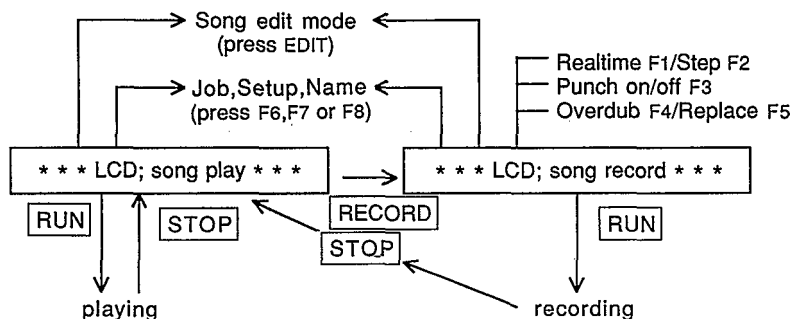 Song edit mode
(press EDIT)
Realtime F1/Step F2
Punch on/off F3
Overdub F4/Replace F5
Job,Setup,Name
(press F6,F7 or F8)
* * * LCD; song play * * *
* * * LCD; song record * * *
RUN
STOP
RECORD
STOP
RUN
playing
recording